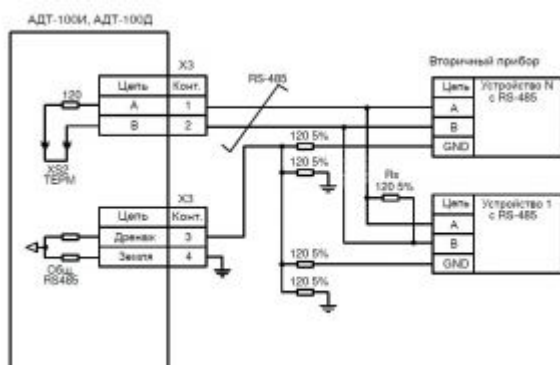 АДТ-100И, АДТ-100Д
X3
Цепь Конт.
120
A 1
B 2
XS2
ТЕРМ
X3
Цепь Конт.
Дренаж 3
Земля 4
Общ.
RS485
RS-485
120 5%
120 5%
120 5%
120 5%
Rs
120 5%
Вторичный прибор
Цепь Устройство N
с RS-485
A
B
GND
Цепь Устройство 1
с RS-485
A
B
GND